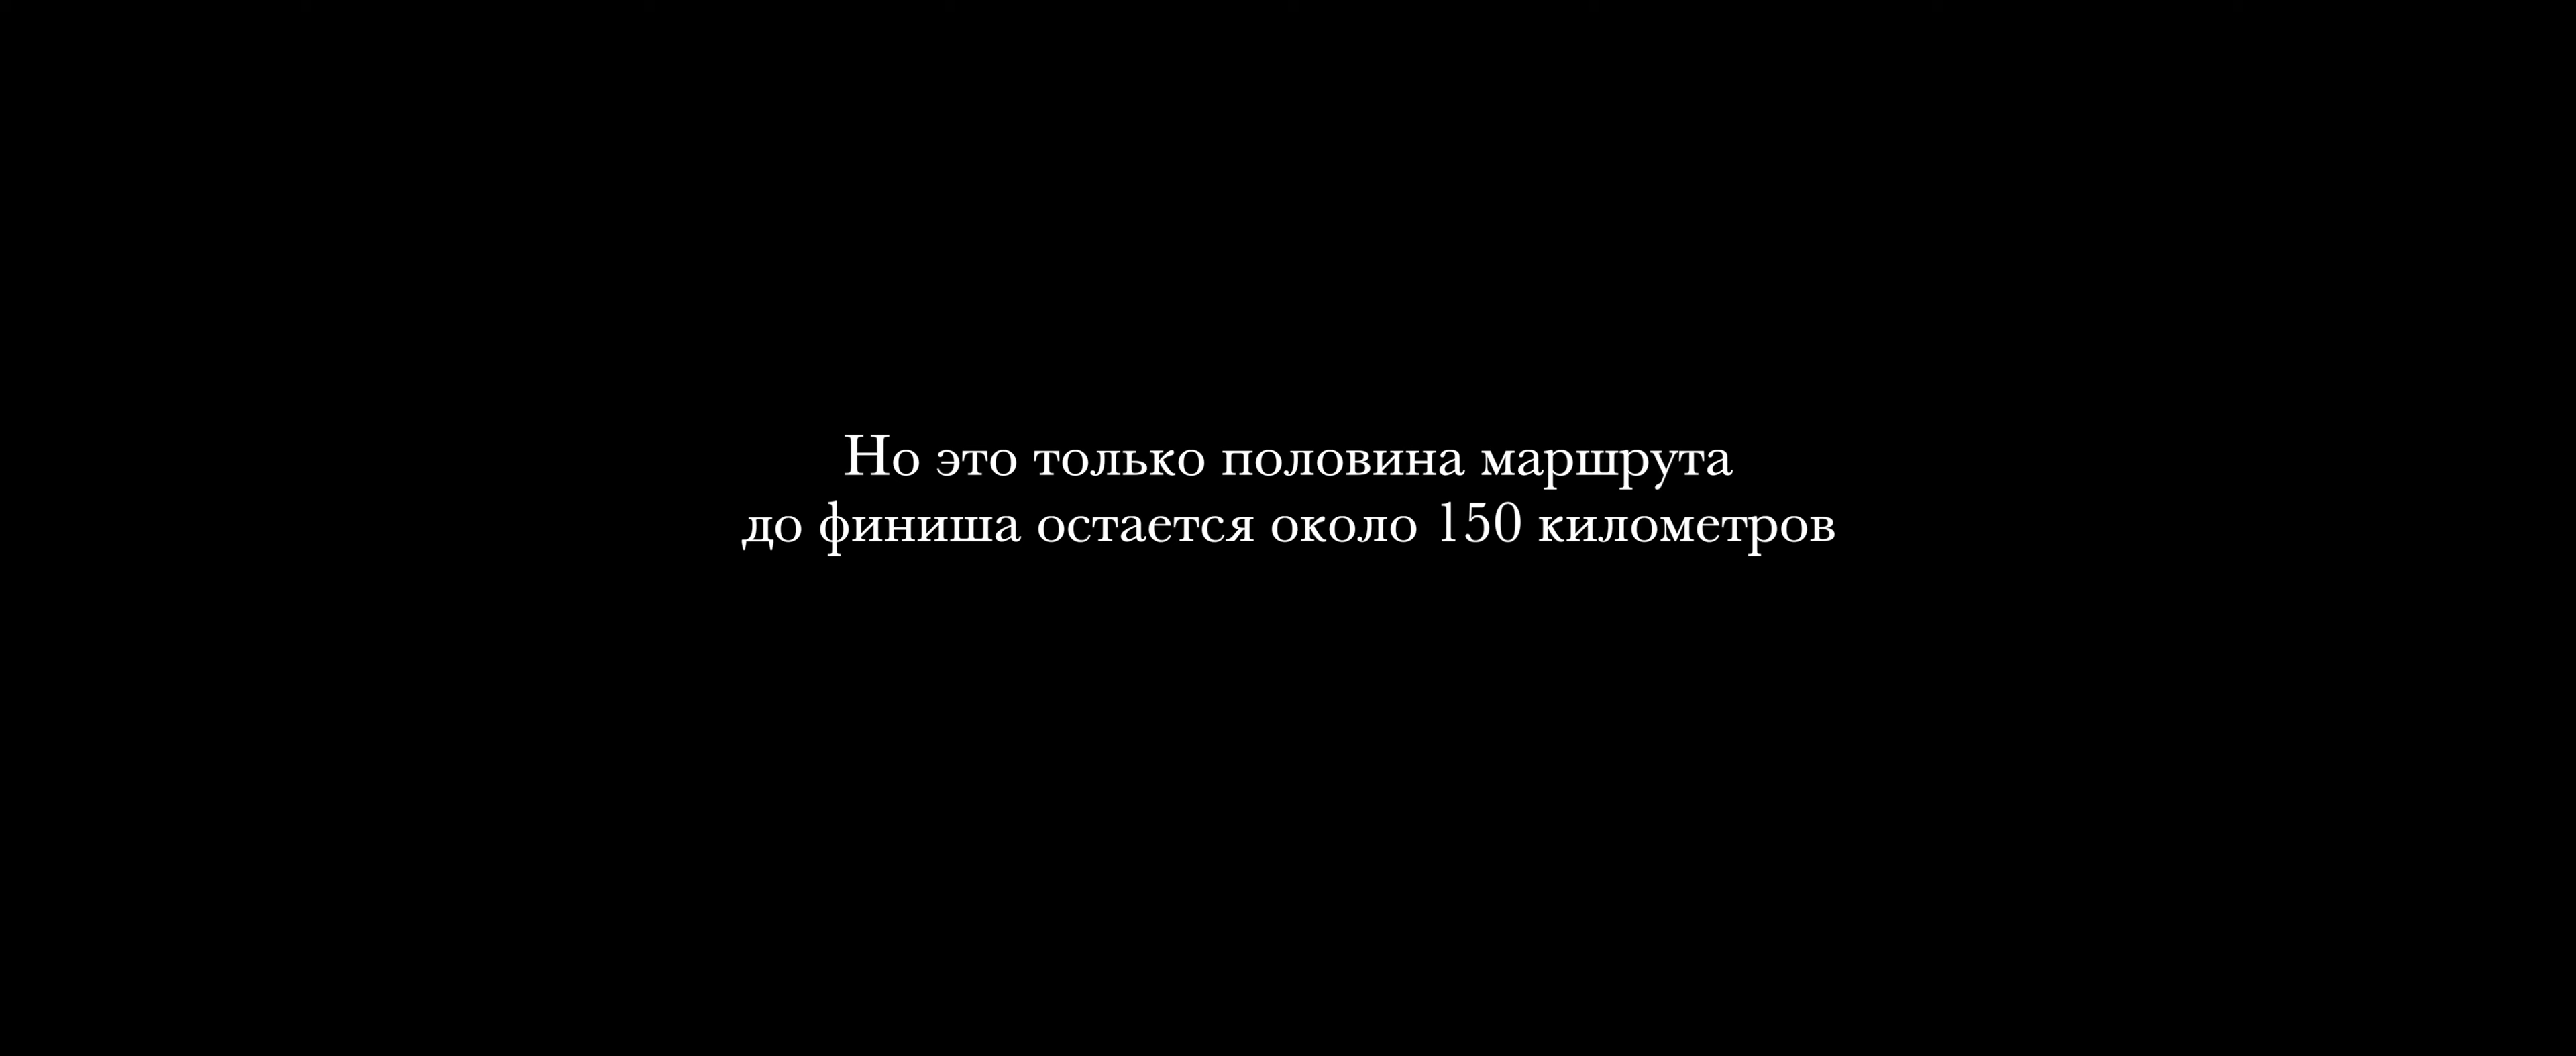 Но это только половина маршрута
до финиша остается около 150 километров